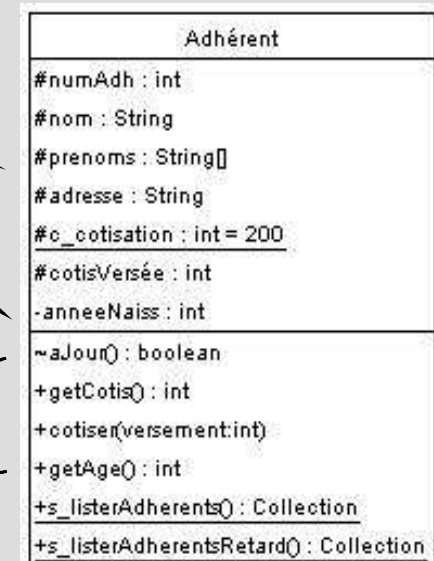 Adhérent
#numAdh : int
#nom : String
#prenoms : String[]
#adresse : String
#c_cotisation : int = 200
#cotisVersée : int
-anneeNaiss : int
~aJour() : boolean
+getCotis() : int
+cotiser(versement:int)
+getAge() : int
+s_listerAdherents() : Collection
+s_listerAdherentsRetard() : Collection